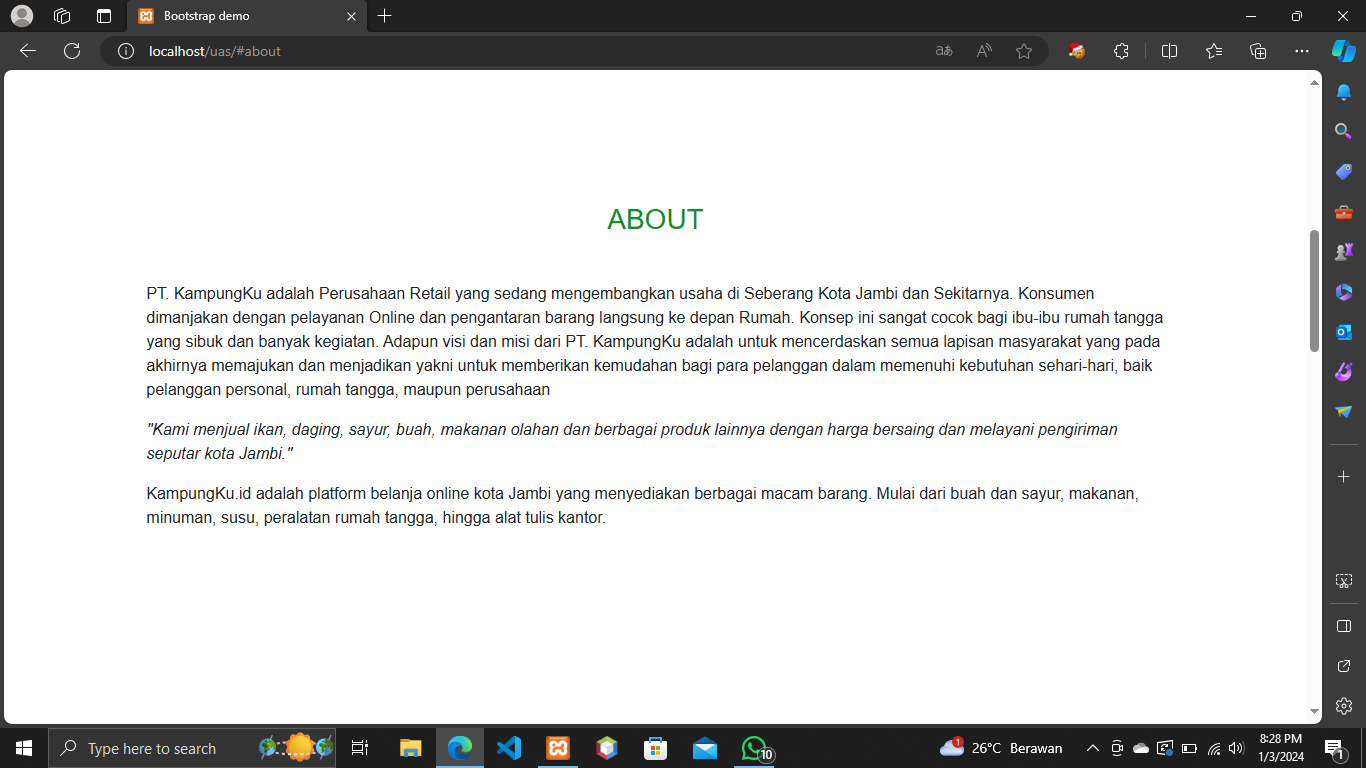 Bootstrap demo
localhost/uas/#about
ABOUT
PT. KampungKu adalah Perusahaan Retail yang sedang mengembangkan usaha di Seberang Kota Jambi dan Sekitarnya. Konsumen
dimanjakan dengan pelayanan Online dan pengantaran barang langsung ke depan Rumah. Konsep ini sangat cocok bagi ibu-ibu rumah tangga
yang sibuk dan banyak kegiatan. Adapun visi dan misi dari PT. KampungKu adalah untuk mencerdaskan semua lapisan masyarakat yang pada
akhirnya memajukan dan menjadikan yakni untuk memberikan kemudahan bagi para pelanggan dalam memenuhi kebutuhan sehari-hari, baik
pelanggan personal, rumah tangga, maupun perusahaan
"Kami menjual ikan, daging, sayur, buah, makanan olahan dan berbagai produk lainnya dengan harga bersaing dan melayani pengiriman
seputar kota Jambi."
KampungKu.id adalah platform belanja online kota Jambi yang menyediakan berbagai macam barang. Mulai dari buah dan sayur, makanan,
minuman, susu, peralatan rumah tangga, hingga alat tulis kantor.
Type here to search
10
1
26°C Berawan
8:28 PM
1/3/2024
1